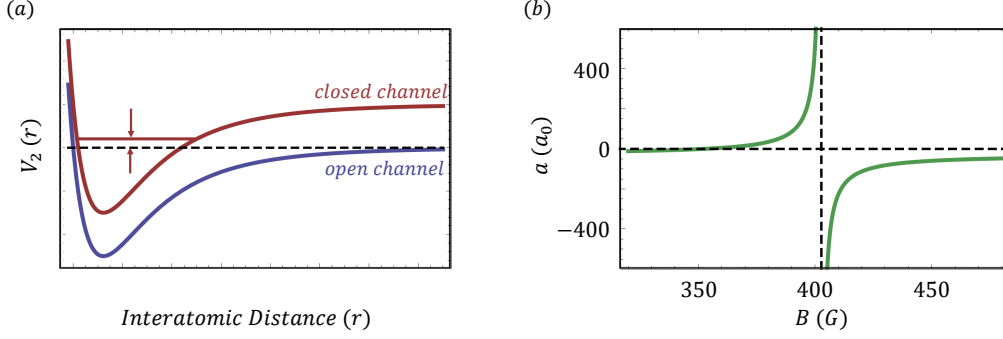 (a)
V₂ (r)
closed channel
open channel
Interatomic Distance (r)
(b)
a (a₀)
400
0
−400
350
400
450
B (G)